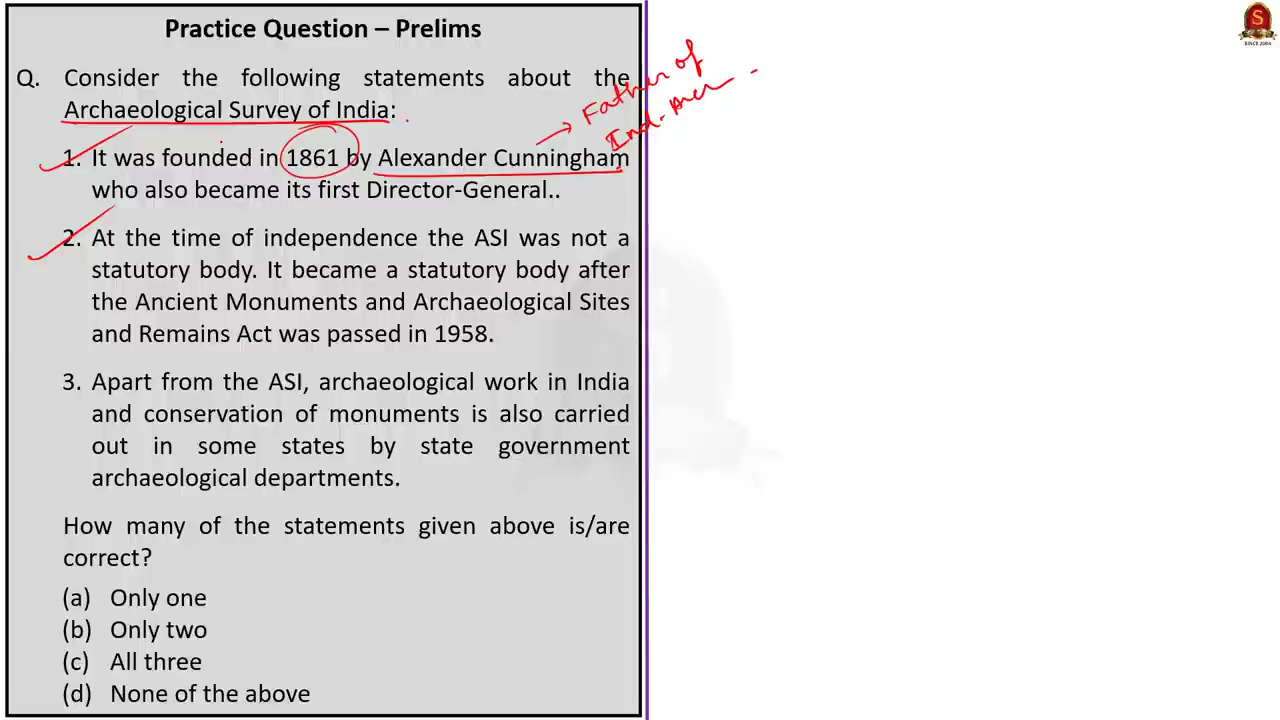 Practice Question – Prelims
Q. Consider the following statements about the
Archaeological Survey of India:
1. It was founded in 1861 by Alexander Cunningham
who also became its first Director-General..
2. At the time of independence the ASI was not a
statutory body. It became a statutory body after
the Ancient Monuments and Archaeological Sites
and Remains Act was passed in 1958.
3. Apart from the ASI, archaeological work in India
and conservation of monuments is also carried
out in some states by state government
archaeological departments.
How many of the statements given above is/are
correct?
(a) Only one
(b) Only two
(c) All three
(d) None of the above
Father of
Ind.
S
SINCE 2004